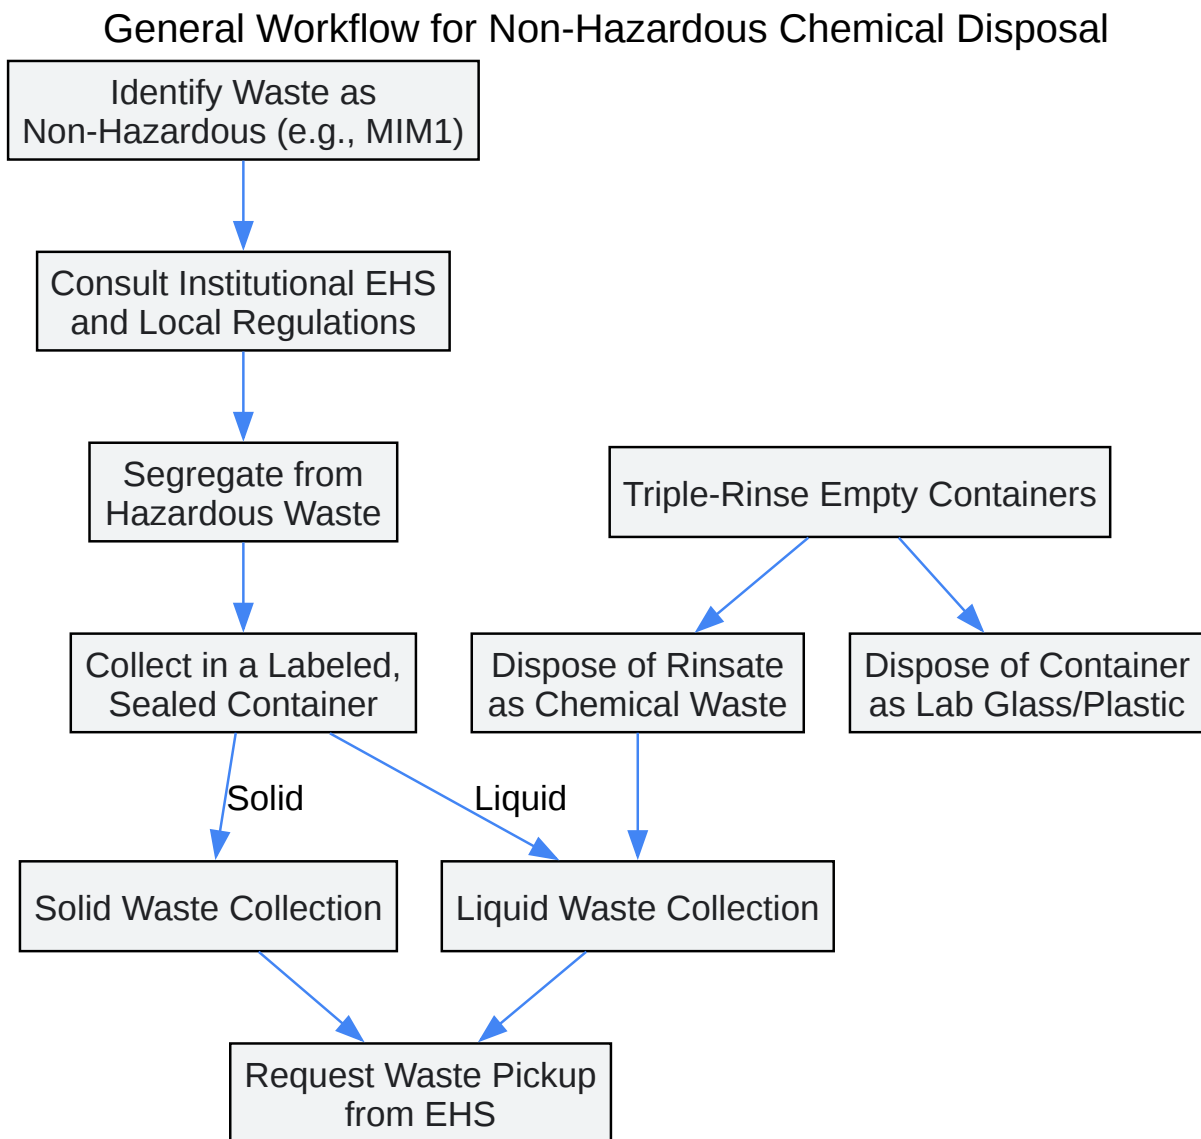 General Workflow for Non-Hazardous Chemical Disposal
Identify Waste as
Non-Hazardous (e.g., MIM1)
Consult Institutional EHS
and Local Regulations
Segregate from
Hazardous Waste
Triple-Rinse Empty Containers
Collect in a Labeled,
Sealed Container
Dispose of Rinsate
as Chemical Waste
Dispose of Container
as Lab Glass/Plastic
Solid
Liquid
Solid Waste Collection
Liquid Waste Collection
Request Waste Pickup
from EHS